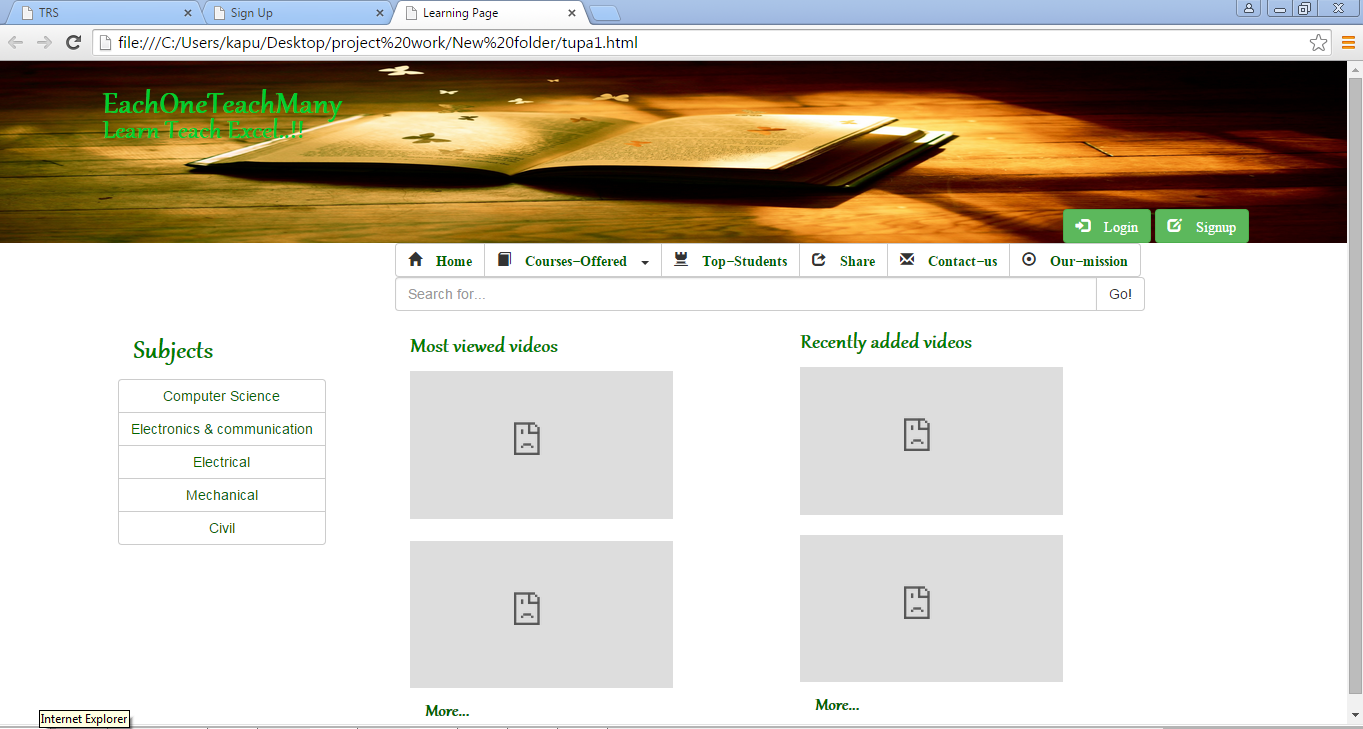 TRS
Sign Up
Learning Page
file:///C:/Users/kapu/Desktop/project%20work/New%20folder/tupa1.html
EachOneTeachMany
Learn Teach Excel..!!
Login
Signup
Home
Courses-Offered
Top-Students
Share
Contact-us
Our-mission
Search for...
Go!
Subjects
Computer Science
Electronics & communication
Electrical
Mechanical
Civil
Most viewed videos
More...
Recently added videos
More...
Internet Explorer